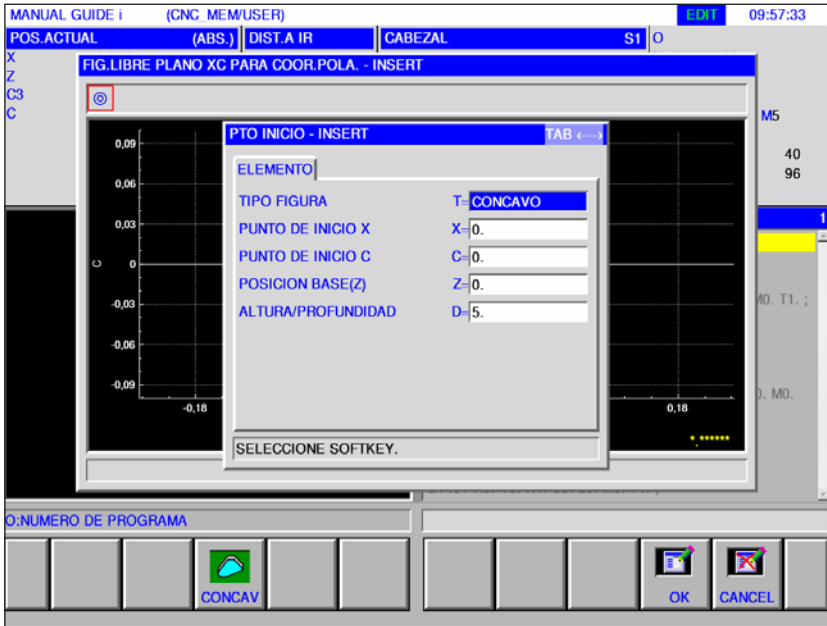 MANUAL GUIDE i (CNC_MEM/USER) EDIT 09:57:33
POS.ACTUAL (ABS.) DIST.A IR CABEZAL S1 O
X
Z
C3
C
M5
40
96
FIG.LIBRE PLANO XC PARA COOR.POLA. - INSERT
PTO INICIO - INSERT TAB ←→
ELEMENTO
TIPO FIGURA T=CONCAVO
PUNTO DE INICIO X X=0.
PUNTO DE INICIO C C=0.
POSICION BASE(Z) Z=0.
ALTURA/PROFUNDIDAD D=5.
SELECCIONE SOFTKEY.
0,09
0,06
0,03
C 0
-0,03
-0,06
-0,09
-0,18 0,18
*.******
1
M0. T1. ;
0. M0.
O:NUMERO DE PROGRAMA
CONCAV OK CANCEL